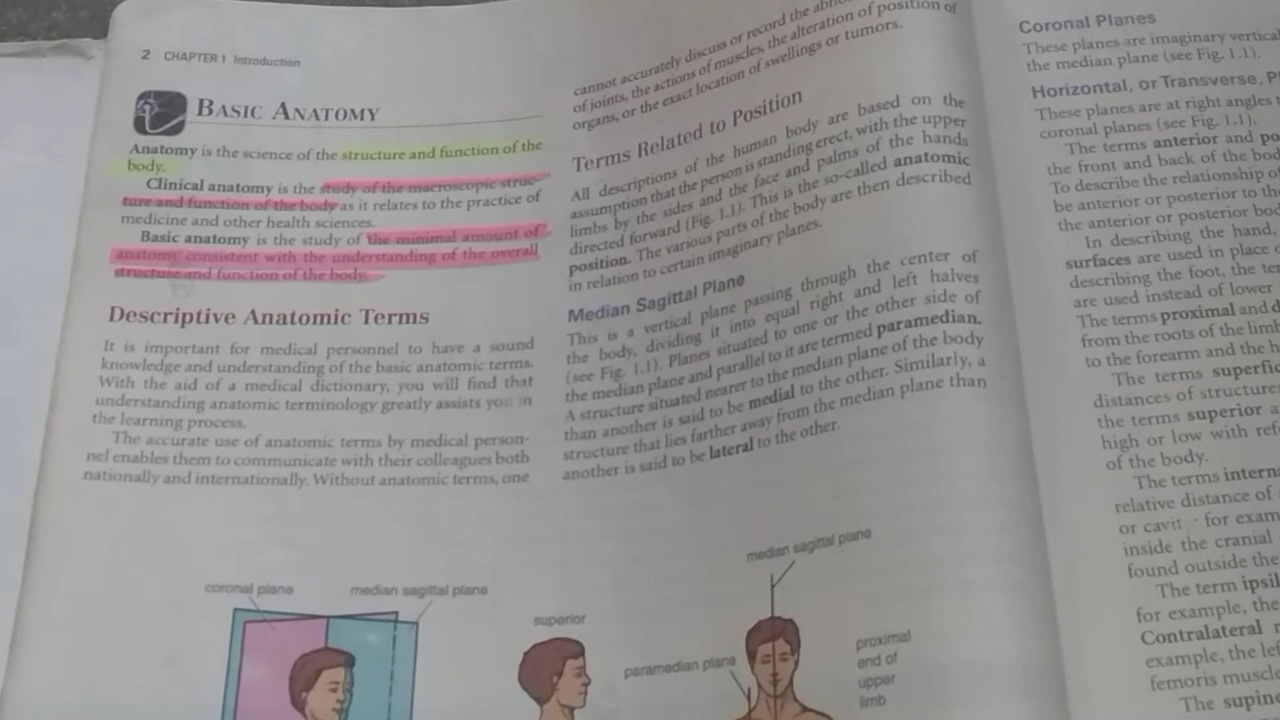 2 CHAPTER 1 Introduction
BASIC ANATOMY
Anatomy is the science of the structure and function of the
body.
Clinical anatomy is the study of the macroscopic struc-
ture and function of the body as it relates to the practice of
medicine and other health sciences.
Basic anatomy is the study of the minimal amount of
anatomy consistent with the understanding of the overall
structure and function of the body.
Descriptive Anatomic Terms
It is important for medical personnel to have a sound
knowledge and understanding of the basic anatomic terms.
With the aid of a medical dictionary, you will find that
understanding anatomic terminology greatly assists you in
the learning process.
The accurate use of anatomic terms by medical person-
nel enables them to communicate with their colleagues both
nationally and internationally. Without anatomic terms, one
cannot accurately discuss or record the
of joints, the actions of muscles, the alteration of position of
organs, or the exact location of swellings or tumors.
Terms Related to Position
All descriptions of the human body are based on the
assumption that the person is standing erect, with the upper
limbs by the sides and the face and palms of the hands
directed forward (Fig. 1.1). This is the so-called anatomic
position. The various parts of the body are then described
in relation to certain imaginary planes.
Median Sagittal Plane
This is a vertical plane passing through the center of
the body, dividing it into equal right and left halves
(see Fig. 1.1). Planes situated to one or the other side of
the median plane and parallel to it are termed paramedian.
A structure situated nearer to the median plane of the body
than another is said to be medial to the other. Similarly, a
structure that lies farther away from the median plane than
another is said to be lateral to the other.
coronal plane
median sagittal plane
superior
median sagittal plane
paramedian plane
proximal
end of
upper
limb
Coronal Planes
These planes are imaginary vertical
the median plane (see Fig. 1.1).
Horizontal, or Transverse,
These planes are at right angles
coronal planes (see Fig. 1.1).
The terms anterior and
the front and back of the
To describe the relationship of
be anterior or posterior to the
the anterior or posterior
In describing the hand,
surfaces are used in place
describing the foot, the
are used instead of lower
The terms proximal and
from the roots of the
to the forearm and the
The terms
distances of
the terms superior
high or low with
of the body.
The terms
relative distance of
or for
inside the cranial
found outside the
The term
for example, the
Contralateral
example, the
femoris
The